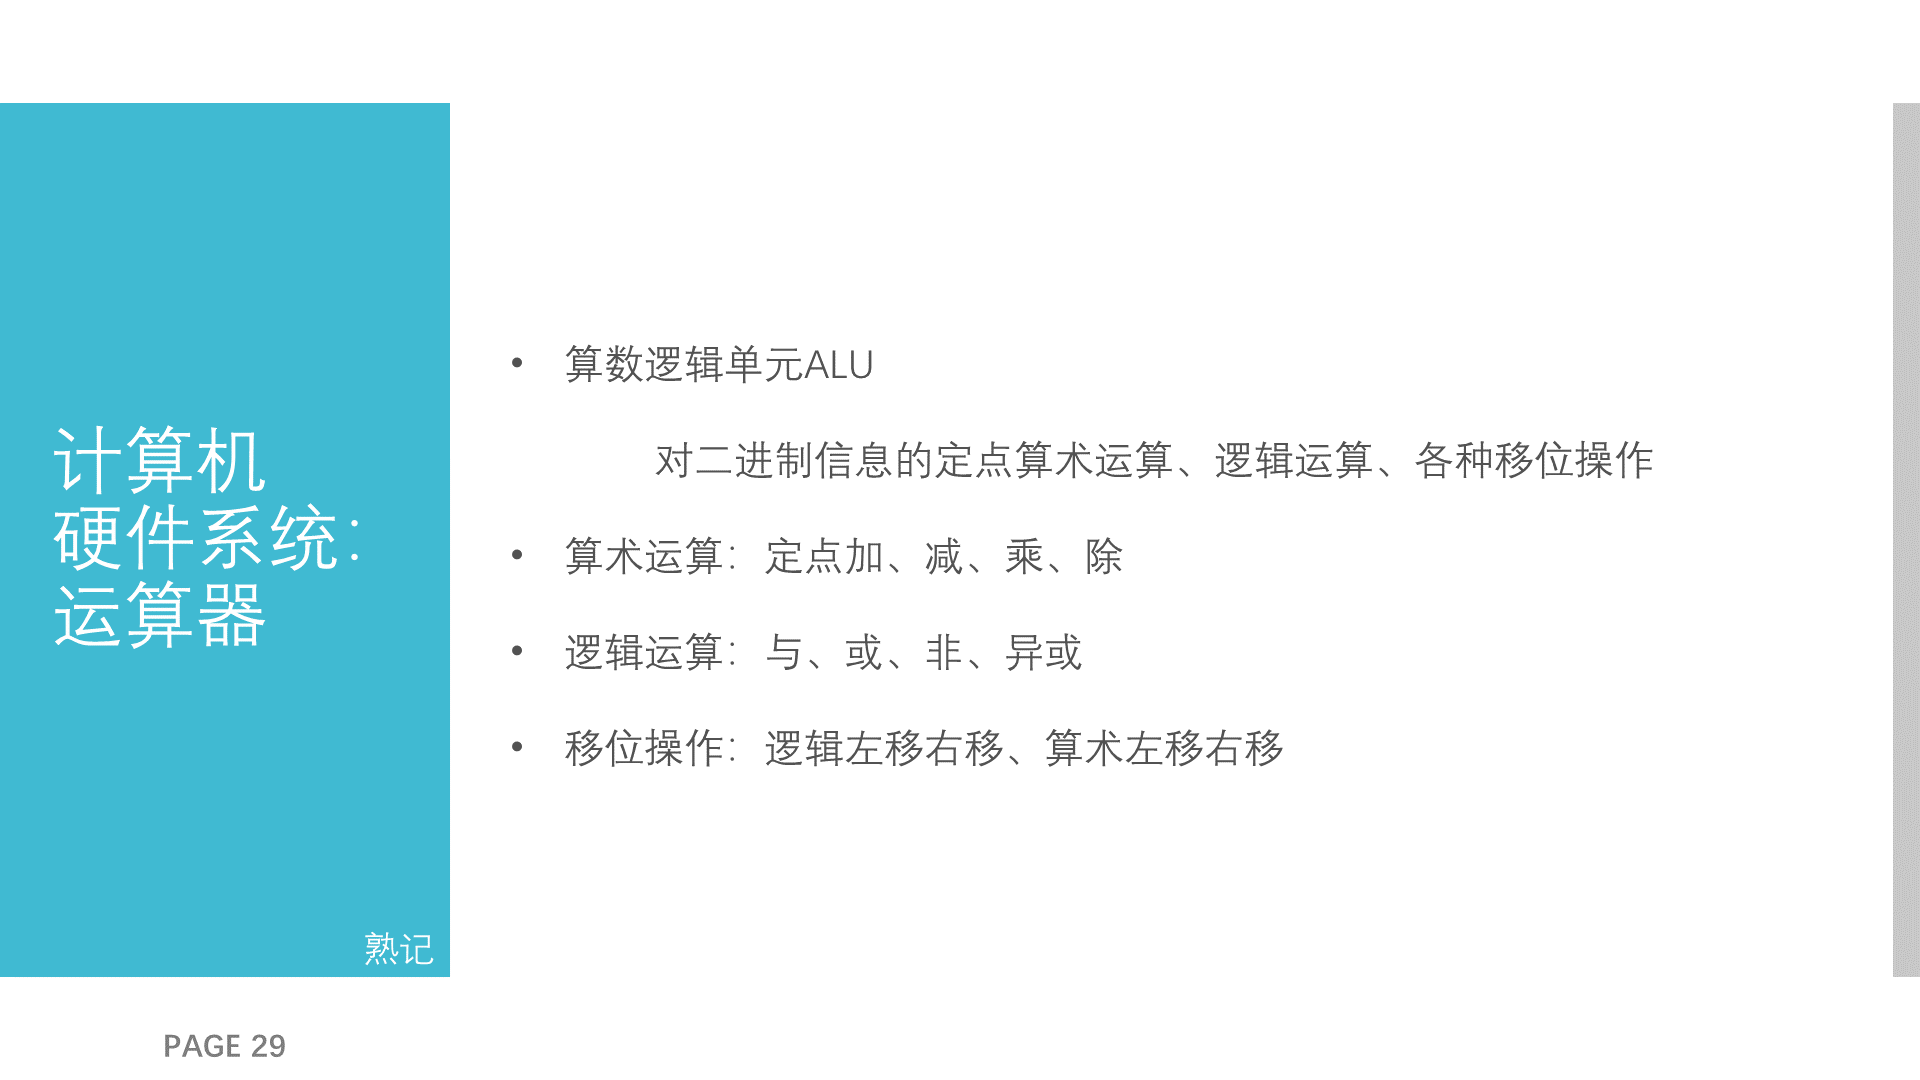 计算机
硬件系统：
运算器
熟记
• 算数逻辑单元ALU
对二进制信息的定点算术运算、逻辑运算、各种移位操作
• 算术运算：定点加、减、乘、除
• 逻辑运算：与、或、非、异或
• 移位操作：逻辑左移右移、算术左移右移
PAGE 29